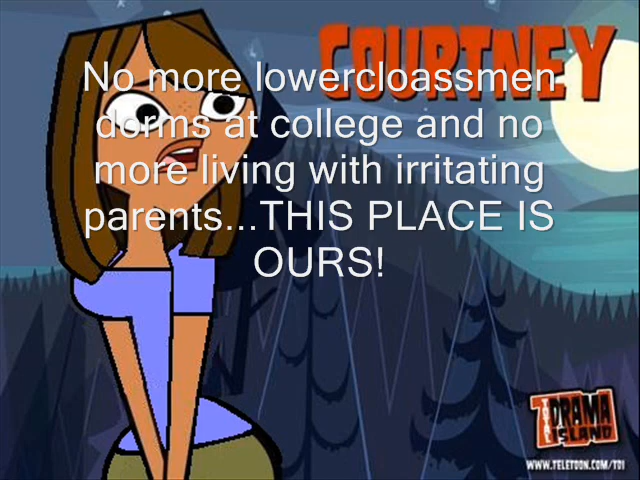 COURTNEY
No more lowercloassmen
dorms at college and no
more living with irritating
parents...THIS PLACE IS
OURS!
TOTAL
DRAMA
ISLAND
WWW.TELETOON.COM/TDI